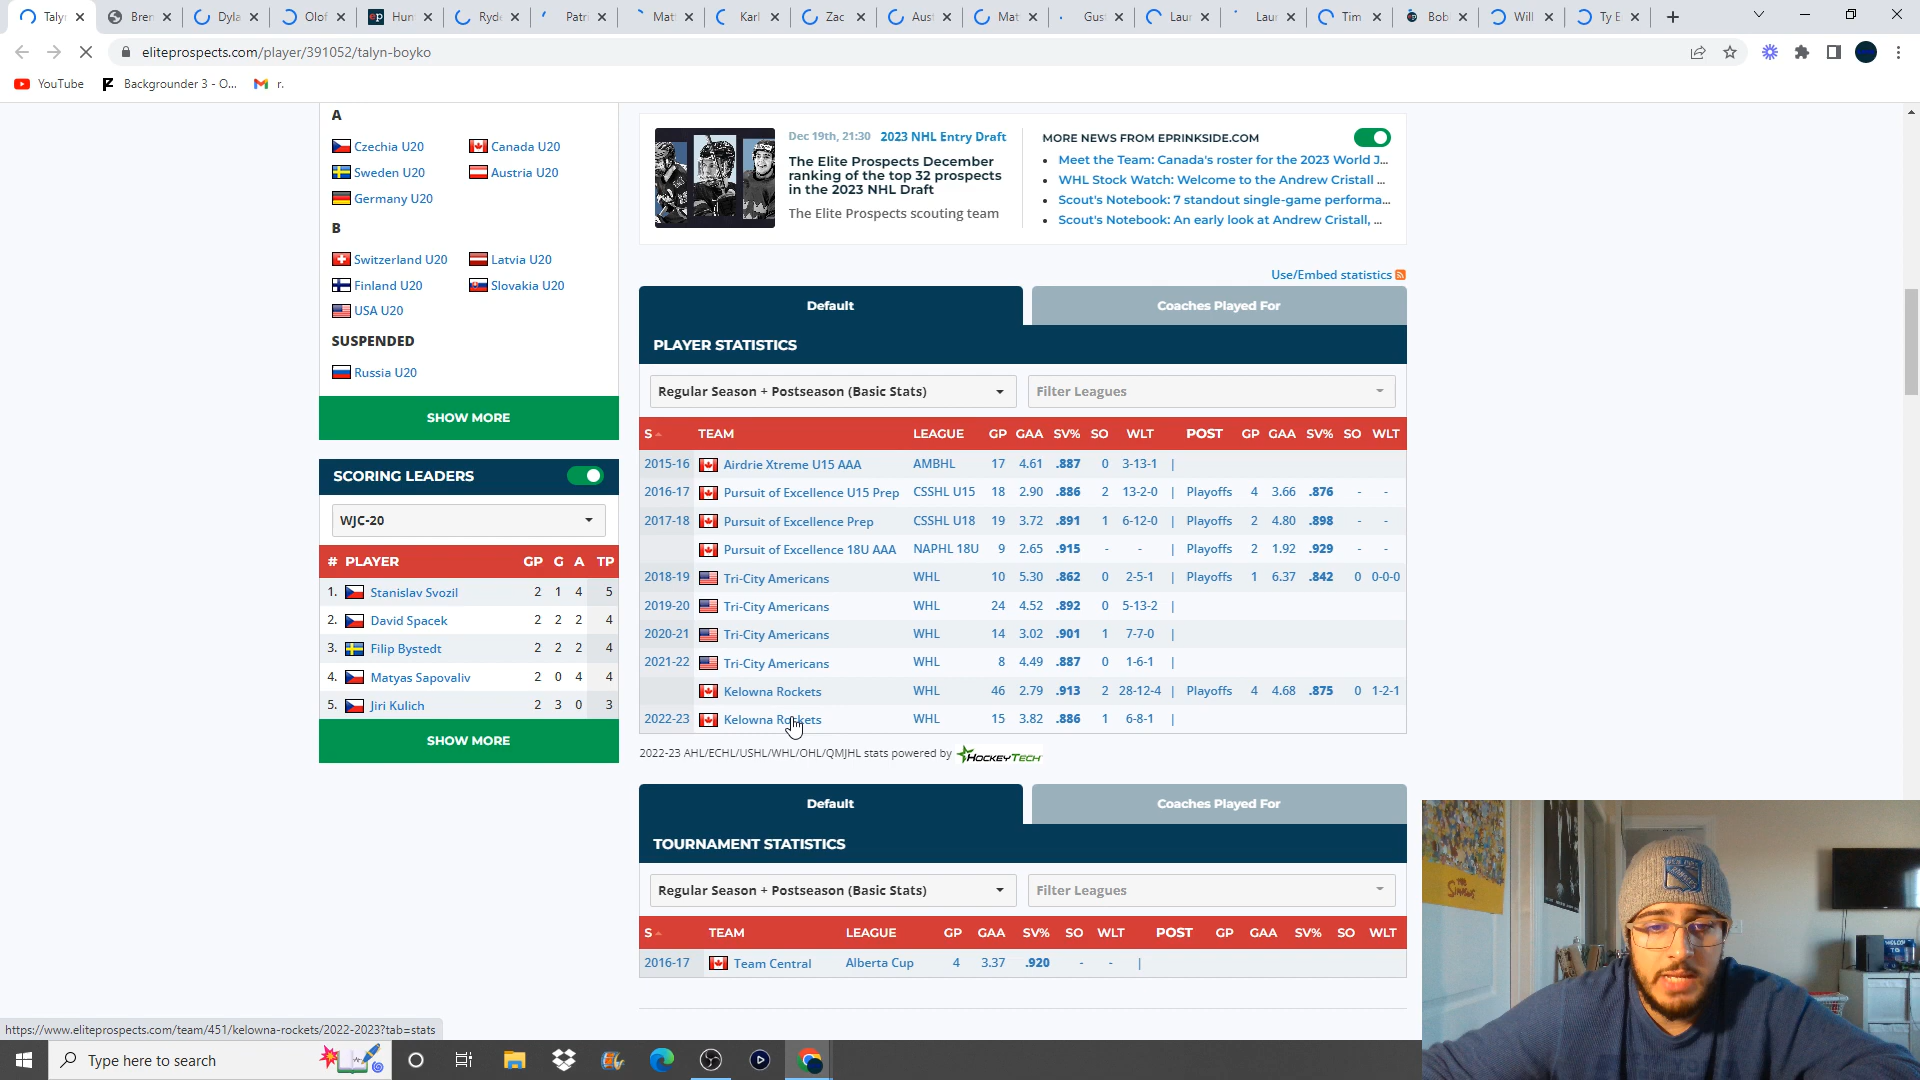 Taly
Bren
Dyla
Olof
Hun
Ryde
Patri
Mat
Karl
Zac
Aus
Mat
Gus
Laur
Laur
Tim
Bob
Will
Ty E
eliteprospects.com/player/391052/talyn-boyko
YouTube
Backgrounder 3 - O...
r.
A
Czechia U20 Canada U20
Sweden U20 Austria U20
Germany U20
B
Switzerland U20 Latvia U20
Finland U20 Slovakia U20
USA U20
SUSPENDED
Russia U20
SHOW MORE
SCORING LEADERS
WJC-20
# PLAYER GP G A TP
1. Stanislav Svozil 2 1 4 5
2. David Spacek 2 2 2 4
3. Filip Bystedt 2 2 2 4
4. Matyas Sapovaliv 2 0 4 4
5. Jiri Kulich 2 3 0 3
SHOW MORE
Dec 19th, 21:30 2023 NHL Entry Draft
The Elite Prospects December
ranking of the top 32 prospects
in the 2023 NHL Draft
The Elite Prospects scouting team
MORE NEWS FROM EPRINKSIDE.COM
• Meet the Team: Canada's roster for the 2023 World J...
• WHL Stock Watch: Welcome to the Andrew Cristall ...
• Scout's Notebook: 7 standout single-game performa...
• Scout's Notebook: An early look at Andrew Cristall, ...
Use/Embed statistics
Default Coaches Played For
PLAYER STATISTICS
Regular Season + Postseason (Basic Stats) Filter Leagues
S TEAM LEAGUE GP GAA SV% SO WLT POST GP GAA SV% SO WLT
2015-16 Airdrie Xtreme U15 AAA AMBHL 17 4.61 .887 0 3-13-1 |
2016-17 Pursuit of Excellence U15 Prep CSSHL U15 18 2.90 .886 2 13-2-0 | Playoffs 4 3.66 .876 - -
2017-18 Pursuit of Excellence Prep CSSHL U18 19 3.72 .891 1 6-12-0 | Playoffs 2 4.80 .898 - -
Pursuit of Excellence 18U AAA NAPHL 18U 9 2.65 .915 - - | Playoffs 2 1.92 .929 - -
2018-19 Tri-City Americans WHL 10 5.30 .862 0 2-5-1 | Playoffs 1 6.37 .842 0 0-0-0
2019-20 Tri-City Americans WHL 24 4.52 .892 0 5-13-2 |
2020-21 Tri-City Americans WHL 14 3.02 .901 1 7-7-0 |
2021-22 Tri-City Americans WHL 8 4.49 .887 0 1-6-1 |
Kelowna Rockets WHL 46 2.79 .913 2 28-12-4 | Playoffs 4 4.68 .875 0 1-2-1
2022-23 Kelowna Rockets WHL 15 3.82 .886 1 6-8-1 |
2022-23 AHL/ECHL/USHL/WHL/OHL/QMJHL stats powered by HOCKEYTECH
Default Coaches Played For
TOURNAMENT STATISTICS
Regular Season + Postseason (Basic Stats) Filter Leagues
S TEAM LEAGUE GP GAA SV% SO WLT POST GP GAA SV% SO WLT
2016-17 Team Central Alberta Cup 4 3.37 .920 - - |
https://www.eliteprospects.com/team/451/kelowna-rockets/2022-2023?tab=stats
Type here to search